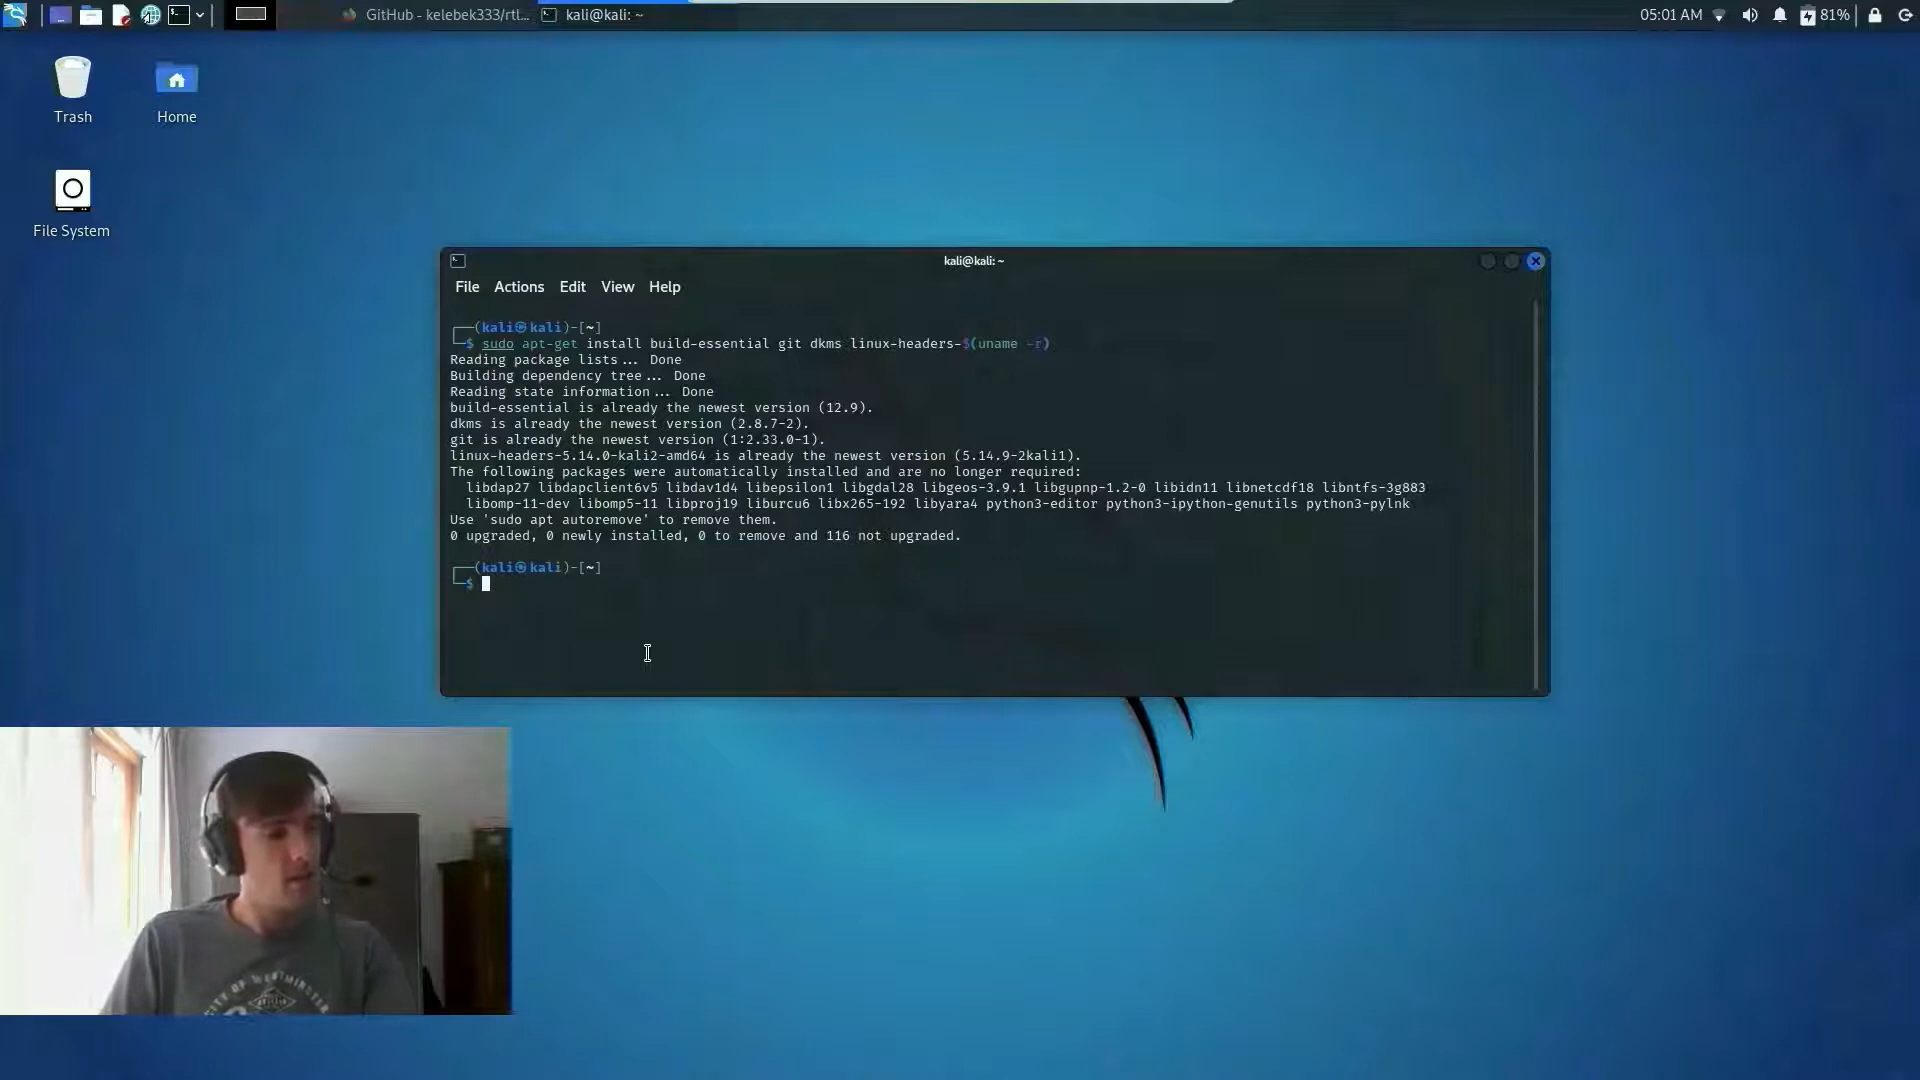 GitHub - kelebek333/rtl...
kali@kali: ~
05:01 AM
81%
Trash
Home
File System
kali@kali: ~
File Actions Edit View Help
┌──(kali㉿kali)-[~]
└─$ sudo apt-get install build-essential git dkms linux-headers-$(uname -r)
Reading package lists... Done
Building dependency tree... Done
Reading state information... Done
build-essential is already the newest version (12.9).
dkms is already the newest version (2.8.7-2).
git is already the newest version (1:2.33.0-1).
linux-headers-5.14.0-kali2-amd64 is already the newest version (5.14.9-2kali1).
The following packages were automatically installed and are no longer required:
libdap27 libdapclient6v5 libdav1d4 libepsilon1 libgdal28 libgeos-3.9.1 libgupnp-1.2-0 libidn11 libnetcdf18 libntfs-3g883
libomp-11-dev libomp5-11 libproj19 liburcu6 libx265-192 libyara4 python3-editor python3-ipython-genutils python3-pylnk
Use 'sudo apt autoremove' to remove them.
0 upgraded, 0 newly installed, 0 to remove and 116 not upgraded.
┌──(kali㉿kali)-[~]
└─$
OF WESTMINSTER